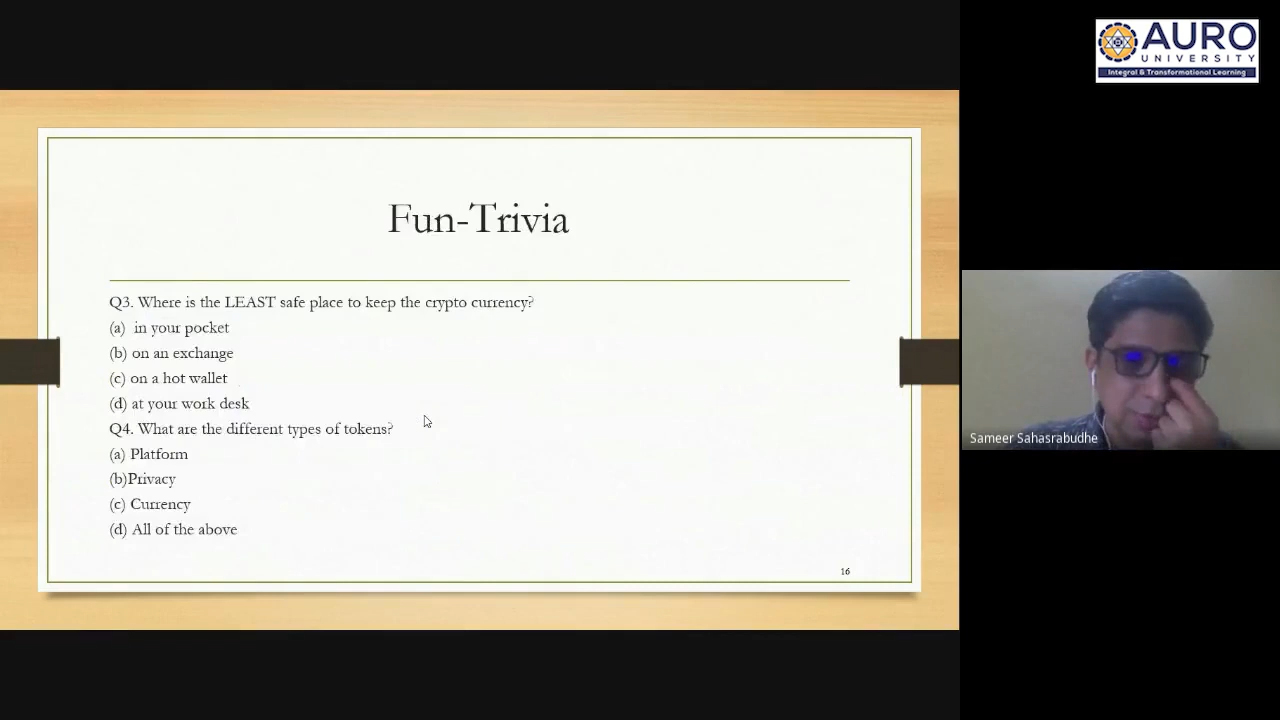 AURO
UNIVERSITY
Integral & Transformational Learning
Fun-Trivia
Q3. Where is the LEAST safe place to keep the crypto currency?
(a) in your pocket
(b) on an exchange
(c) on a hot wallet
(d) at your work desk
Q4. What are the different types of tokens?
(a) Platform
(b)Privacy
(c) Currency
(d) All of the above
16
Sameer Sahasrabudhe